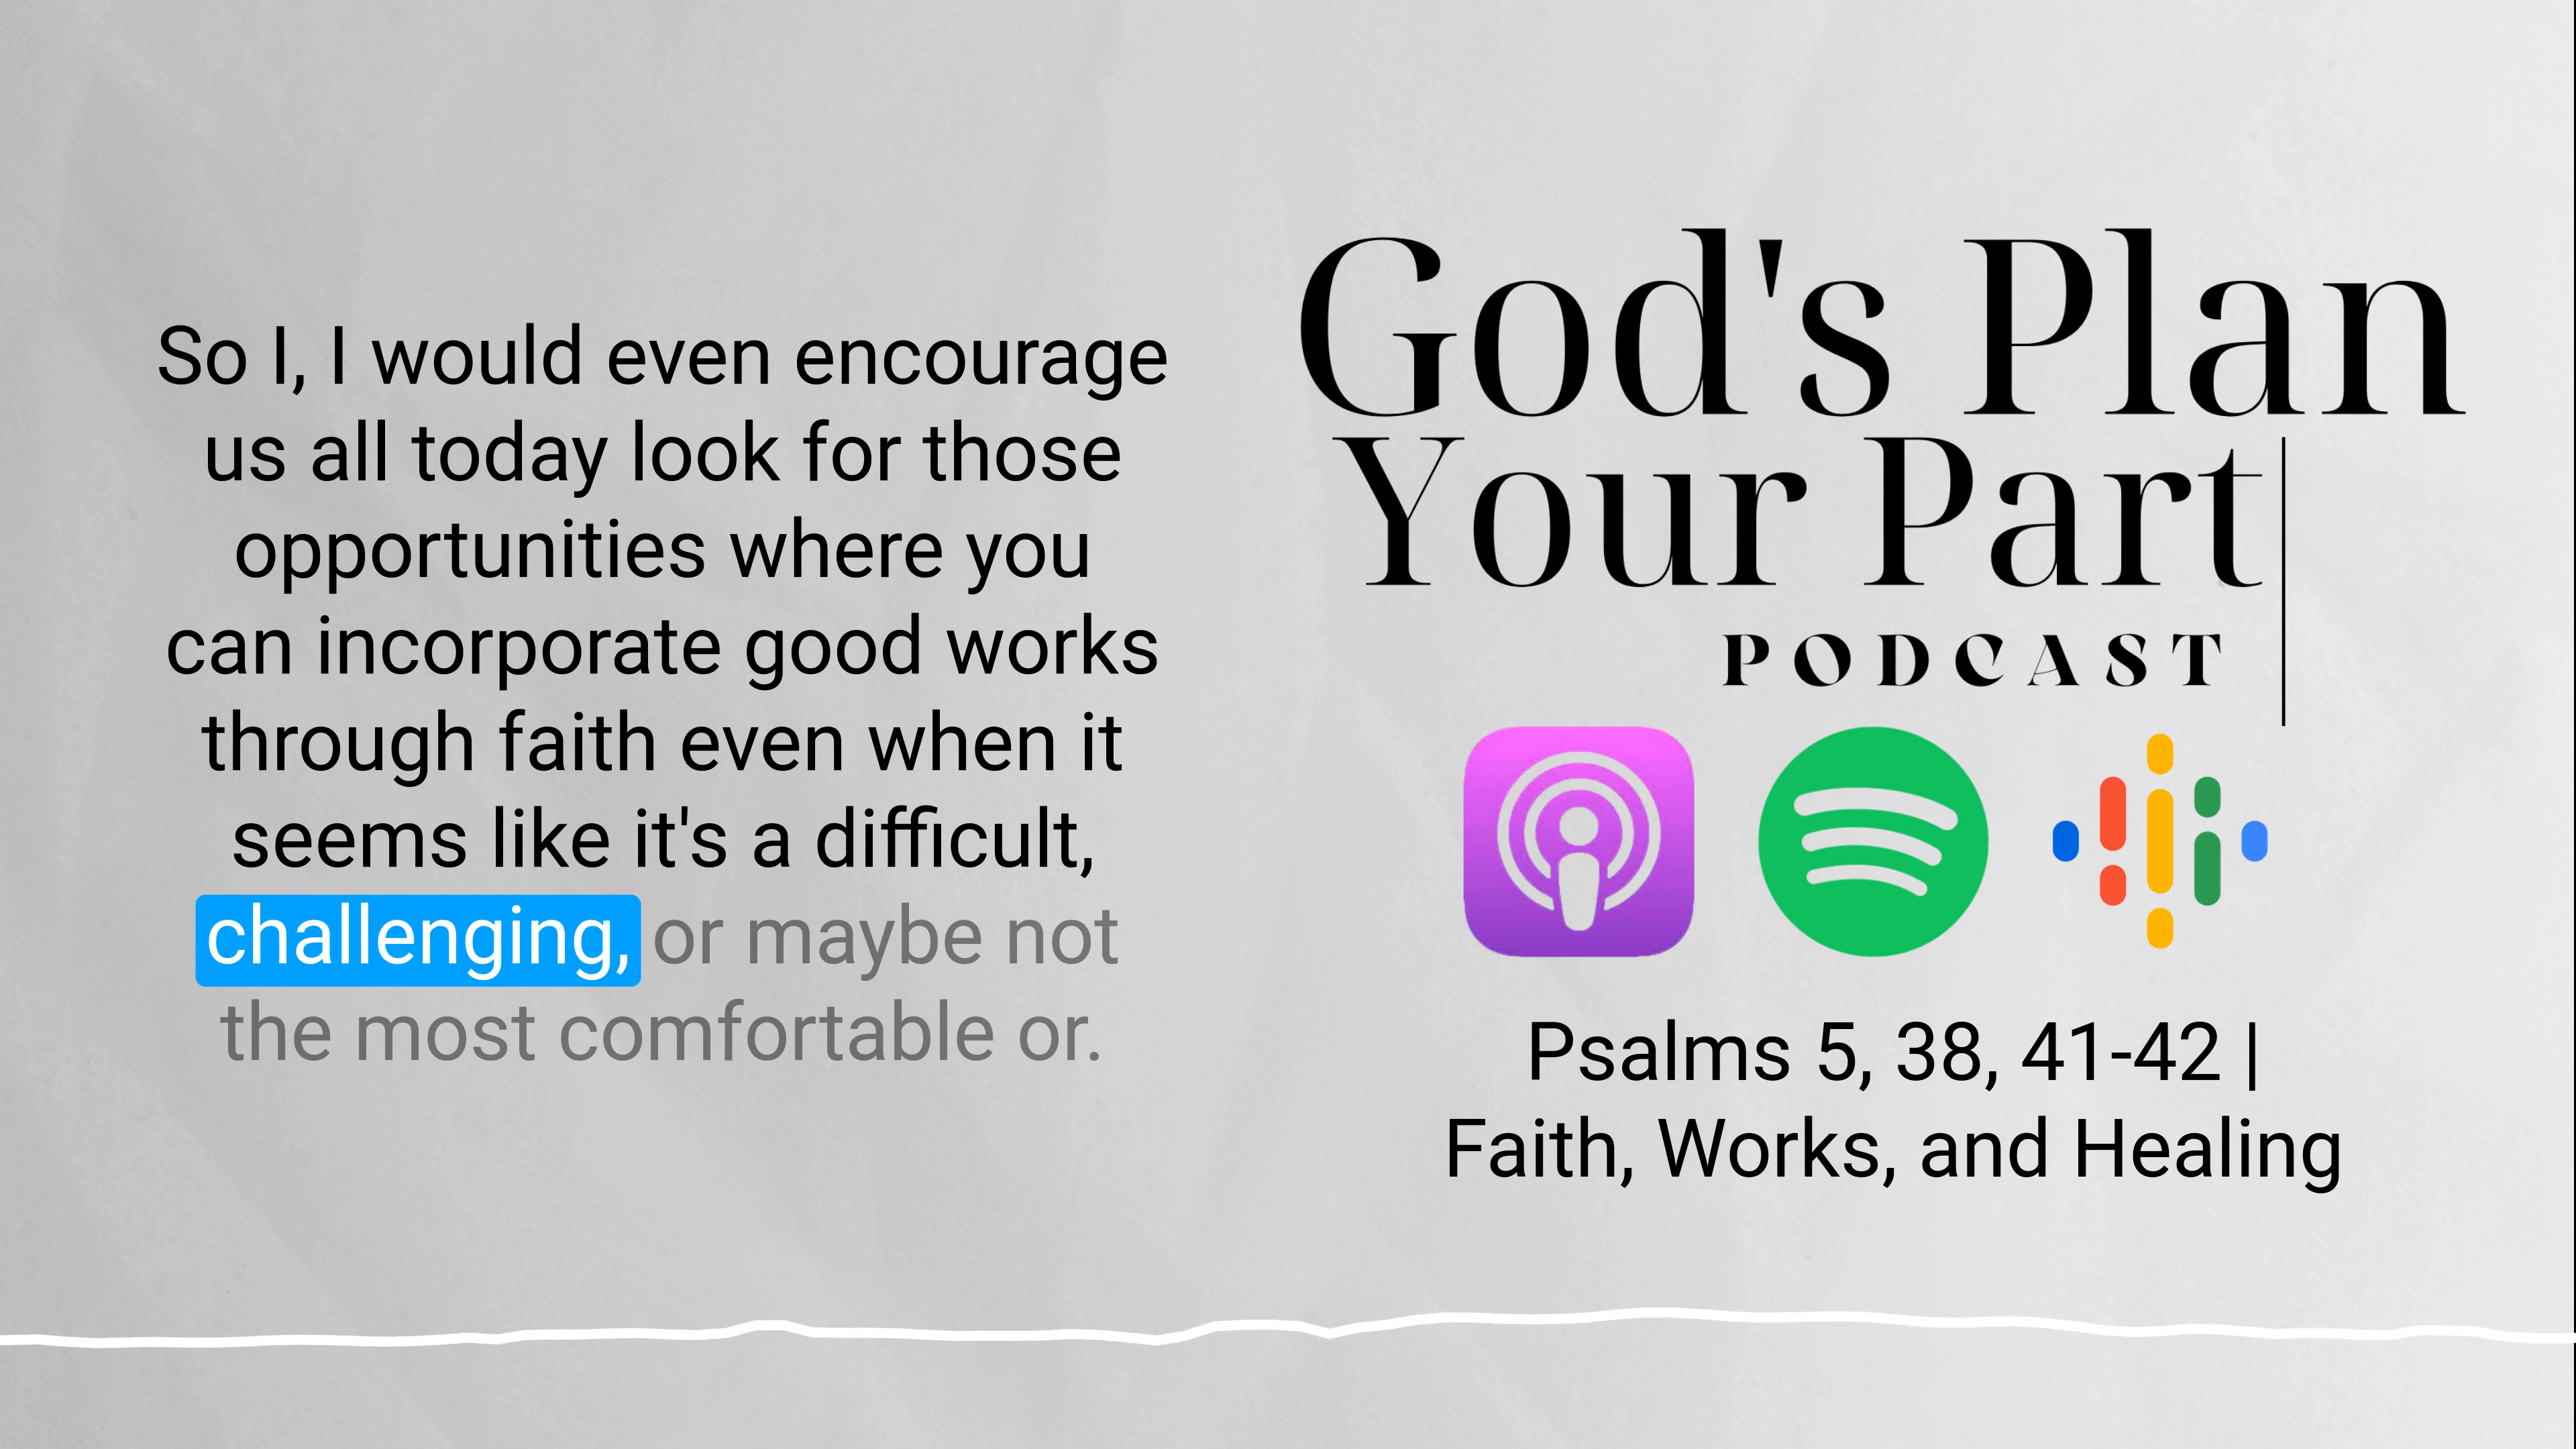 So I, I would even encourage
us all today look for those
opportunities where you
can incorporate good works
through faith even when it
seems like it's a difficult,
challenging, or maybe not
the most comfortable or.
God's Plan
Your Part
PODCAST
Psalms 5, 38, 41-42 |
Faith, Works, and Healing